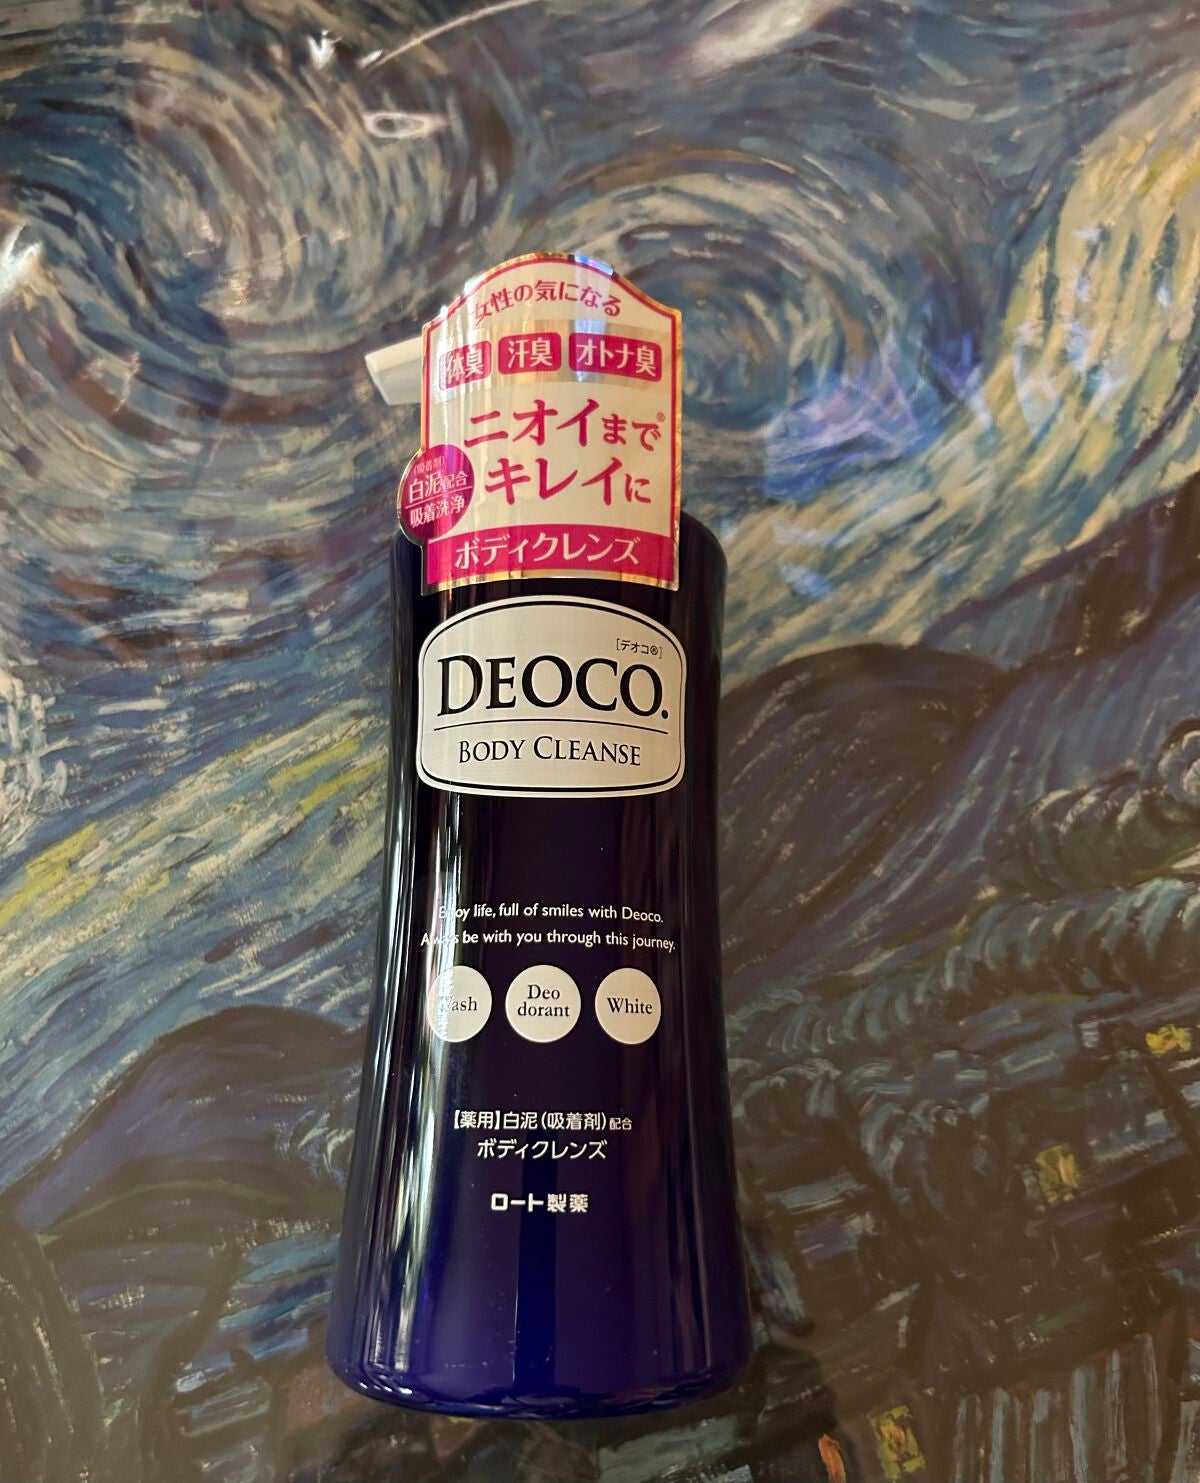 女性の気になる
体臭 汗臭 オトナ臭
ニオイまで®
キレイに
(吸着剤)
白泥配合
吸着洗浄
ボディクレンズ
[デオコ®]
DEOCO.
BODY CLEANSE
Enjoy life, full of smiles with Deoco.
Always be with you through this journey.
Wash
Deo
dorant
White
【薬用】白泥(吸着剤)配合
ボディクレンズ
ロート製薬